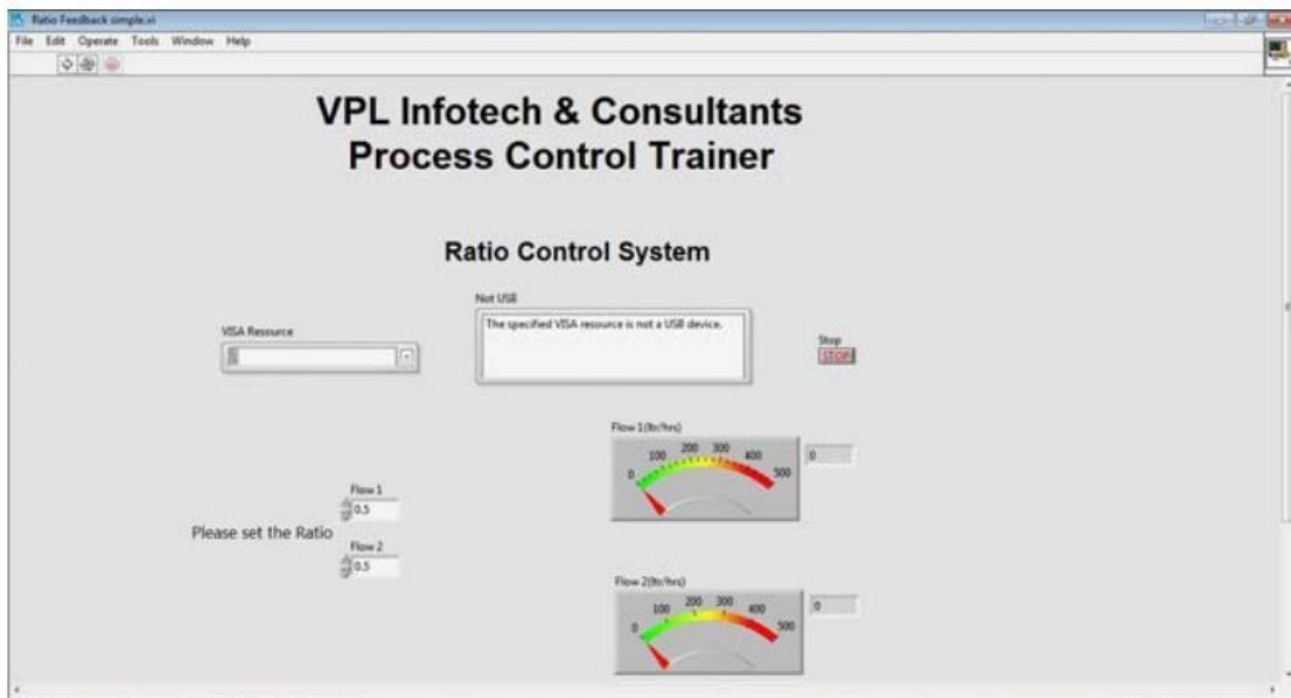 Ratio Feedback simple.vi
File Edit Operate Tools Window Help
VPL Infotech & Consultants
Process Control Trainer
Ratio Control System
Not USB
The specified VISA resource is not a USB device.
VISA Resource
Stop
STOP
Flow 1(ltr/hrs)
0 100 200 300 400 500
0
Flow 1
0.5
Please set the Ratio
Flow 2
0.5
Flow 2(ltr/hrs)
0 100 200 300 400 500
0